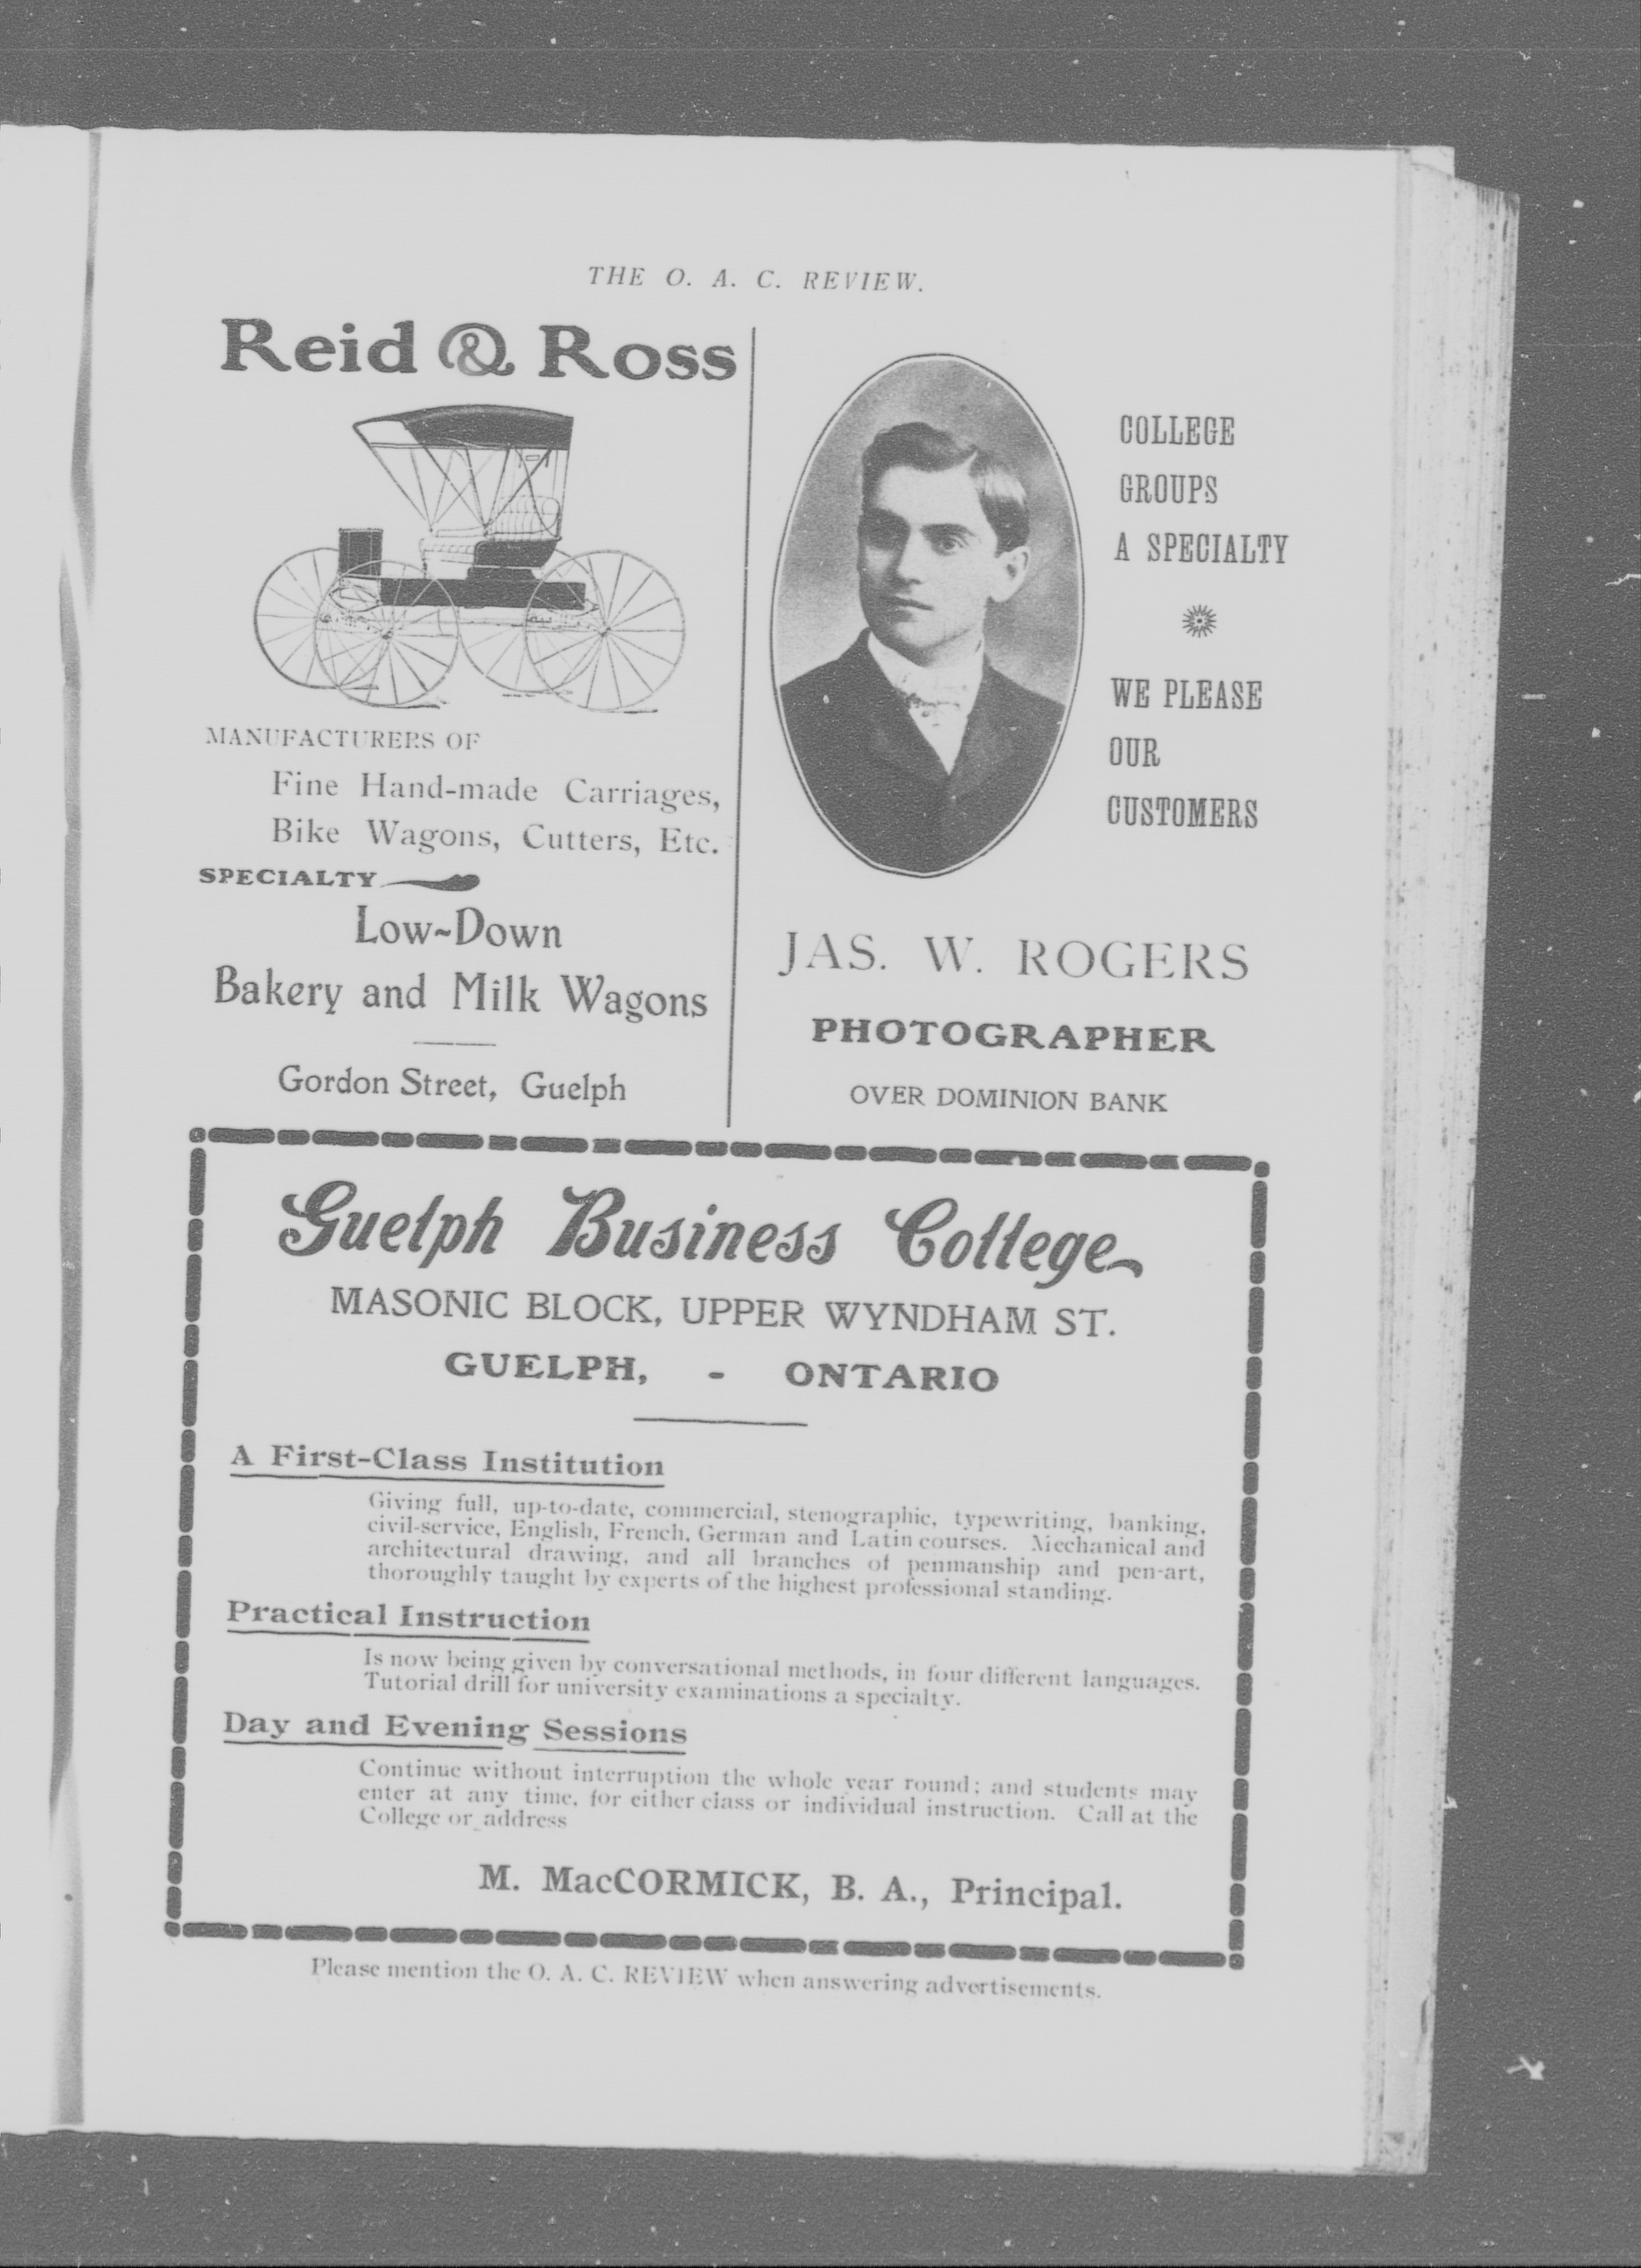 THE O. A. C. REVIEW.
Reid & Ross
MANUFACTURERS OF
Fine Hand-made Carriages,
Bike Wagons, Cutters, Etc.
SPECIALTY
Low-Down
Bakery and Milk Wagons
Gordon Street, Guelph
COLLEGE
GROUPS
A SPECIALTY
WE PLEASE
OUR
CUSTOMERS
JAS. W. ROGERS
PHOTOGRAPHER
OVER DOMINION BANK
Guelph Business College
MASONIC BLOCK, UPPER WYNDHAM ST.
GUELPH, - ONTARIO
A First-Class Institution
Giving full, up-to-date, commercial, stenographic, typewriting, banking,
civil-service, English, French, German and Latin courses. Mechanical and
architectural drawing, and all branches of penmanship and pen-art,
thoroughly taught by experts of the highest professional standing.
Practical Instruction
Is now being given by conversational methods, in four different languages.
Tutorial drill for university examinations a specialty.
Day and Evening Sessions
Continue without interruption the whole year round; and students may
enter at any time, for either class or individual instruction. Call at the
College or address
M. MacCORMICK, B. A., Principal.
Please mention the O. A. C. REVIEW when answering advertisements.